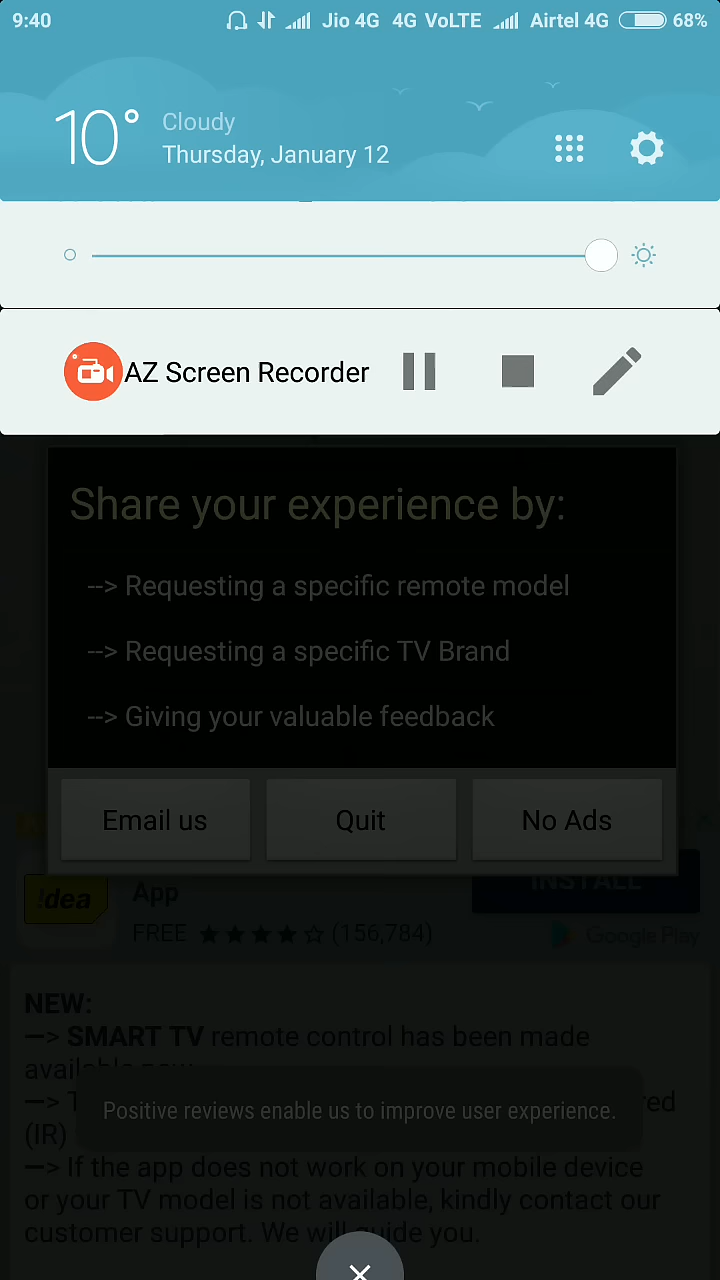 9:40 Jio 4G 4G VoLTE Airtel 4G 68%
10° Cloudy
Thursday, January 12
AZ Screen Recorder
Share your experience by:
--> Requesting a specific remote model
--> Requesting a specific TV Brand
--> Giving your valuable feedback
Email us Quit No Ads
!dea App INSTALL
FREE ★★★★☆ (156,784) Google Play
NEW:
—> SMART TV remote control has been made
available now
—>
Positive reviews enable us to improve user experience.
(IR)
—> If the app does not work on your mobile device
or your TV model is not available, kindly contact our
customer support. We will guide you.